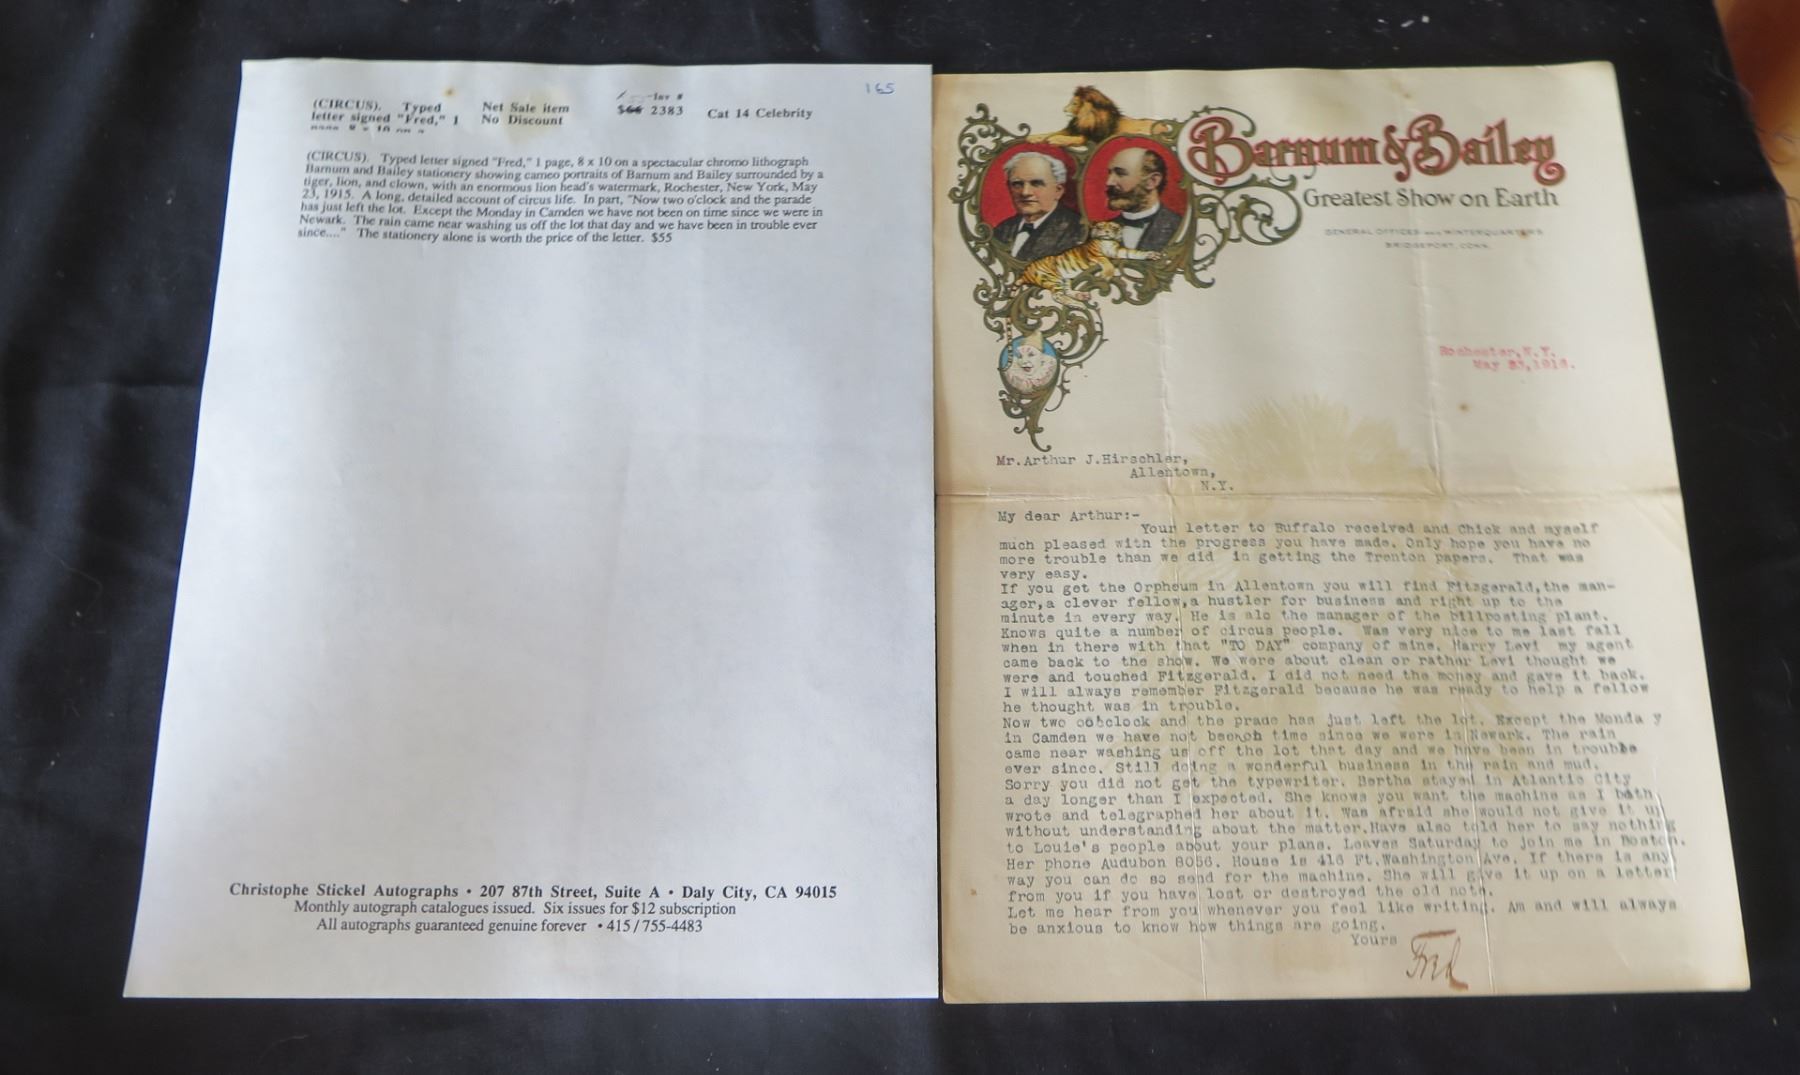 165
(CIRCUS). Typed
letter signed "Fred," 1
Net Sale item
No Discount
Inv #
2383
Cat 14 Celebrity
(CIRCUS). Typed letter signed "Fred," 1 page, 8 x 10 on a spectacular chromo lithograph
Barnum and Bailey stationery showing cameo portraits of Barnum and Bailey surrounded by a
tiger, lion, and clown, with an enormous lion head's watermark, Rochester, New York, May
23, 1915. A long, detailed account of circus life. In part, "Now two o'clock and the parade
has just left the lot. Except the Monday in Camden we have not been on time since we were in
Newark. The rain came near washing us off the lot that day and we have been in trouble ever
since...." The stationery alone is worth the price of the letter. $55
Christophe Stickel Autographs • 207 87th Street, Suite A • Daly City, CA 94015
Monthly autograph catalogues issued. Six issues for $12 subscription
All autographs guaranteed genuine forever • 415/755-4483
Barnum & Bailey
Greatest Show on Earth
GENERAL OFFICES AND WINTERQUARTERS
BRIDGEPORT, CONN.
Rochester,N.Y.
May 23,
Mr.Arthur J.Hirschler,
Allentown,
N.Y.
My dear Arthur:-
Your letter to Buffalo received and Chick and myself
much pleased with the progress you have made. Only hope you have no
more trouble than we did in getting the Trenton papers. That was
very easy.
If you get the Orpheum in Allentown you will find Fitzgerald,the man-
ager,a clever fellow,a hustler for business and right up to the
minute in every way. He is alo the manager of the billposting plant.
Knows quite a number of circus people. Was very nice to me last fall
when in there with that "TO DAY" company of mine. Harry Levi my agent
came back to the show. We were about clean or rather Levi thought we
were and touched Fitzgerald. I did not need the money and gave it back.
I will always remember Fitzgerald because he was ready to help a fellow
he thought was in trouble.
Now two and the prade has just left the lot. Except the Monda y
in Camden we have not time since we were in Newark. The rain
came near washing us off the lot that day and we have been in trouble
ever since. Still doing a wonderful business in the rain and mud.
Sorry you did not get the typewriter. Bertha stayed in Atlantic City
a day longer than I expected. She knows you want the machine as I both
wrote and telegraphed her about it. Was afraid she would not give it up
without understanding about the matter.Have also told her to say nothing
to Louie's people about your plans. Leaves Saturday to join me in Boston.
Her phone Audubon 8056. House is 416 Ft.Washington Ave. If there is any
way you can do so send for the machine. She will give it up on a letter
from you if you have lost or destroyed the old note.
Let me hear from you whenever you feel like writing. Am and will always
be anxious to know how things are going.
Yours
Fred